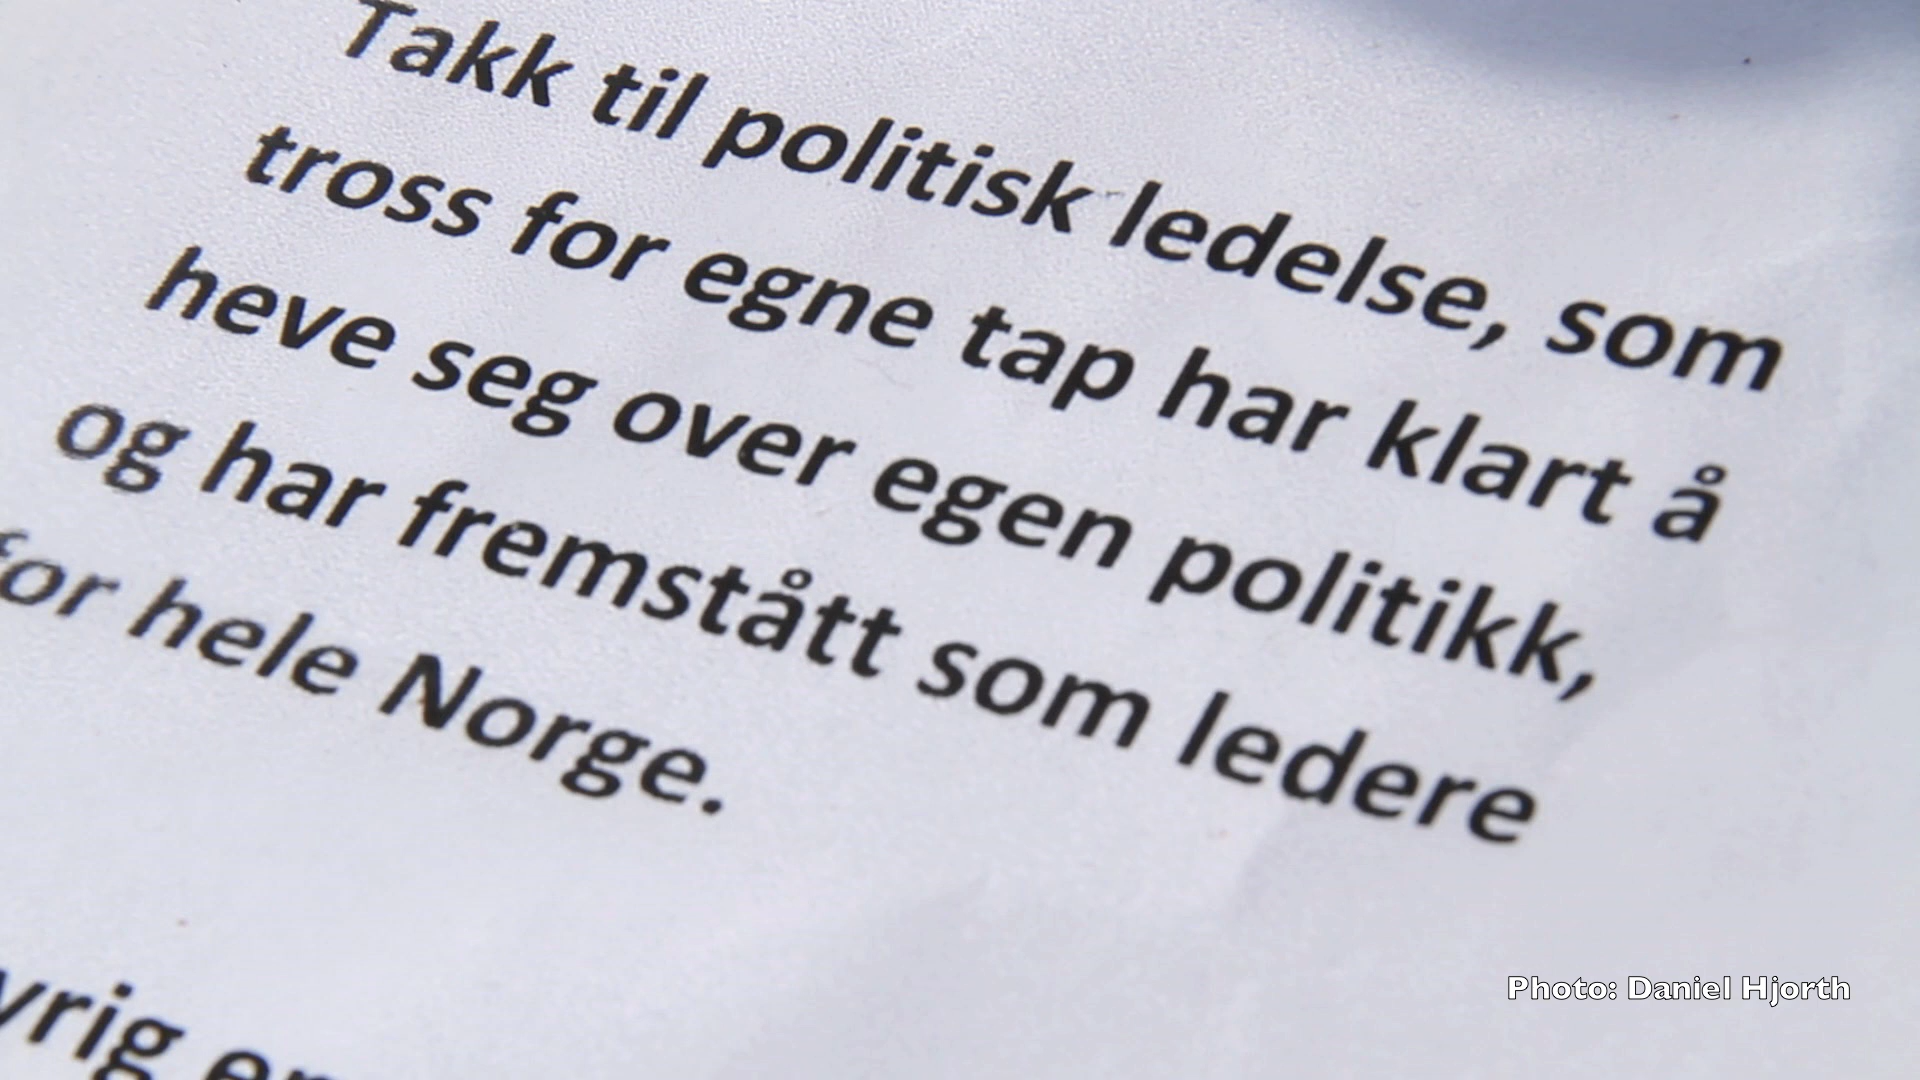 Takk til politisk ledelse, som
tross for egne tap har klart å
heve seg over egen politikk,
og har fremstått som ledere
for hele Norge.
Photo: Daniel Hjorth